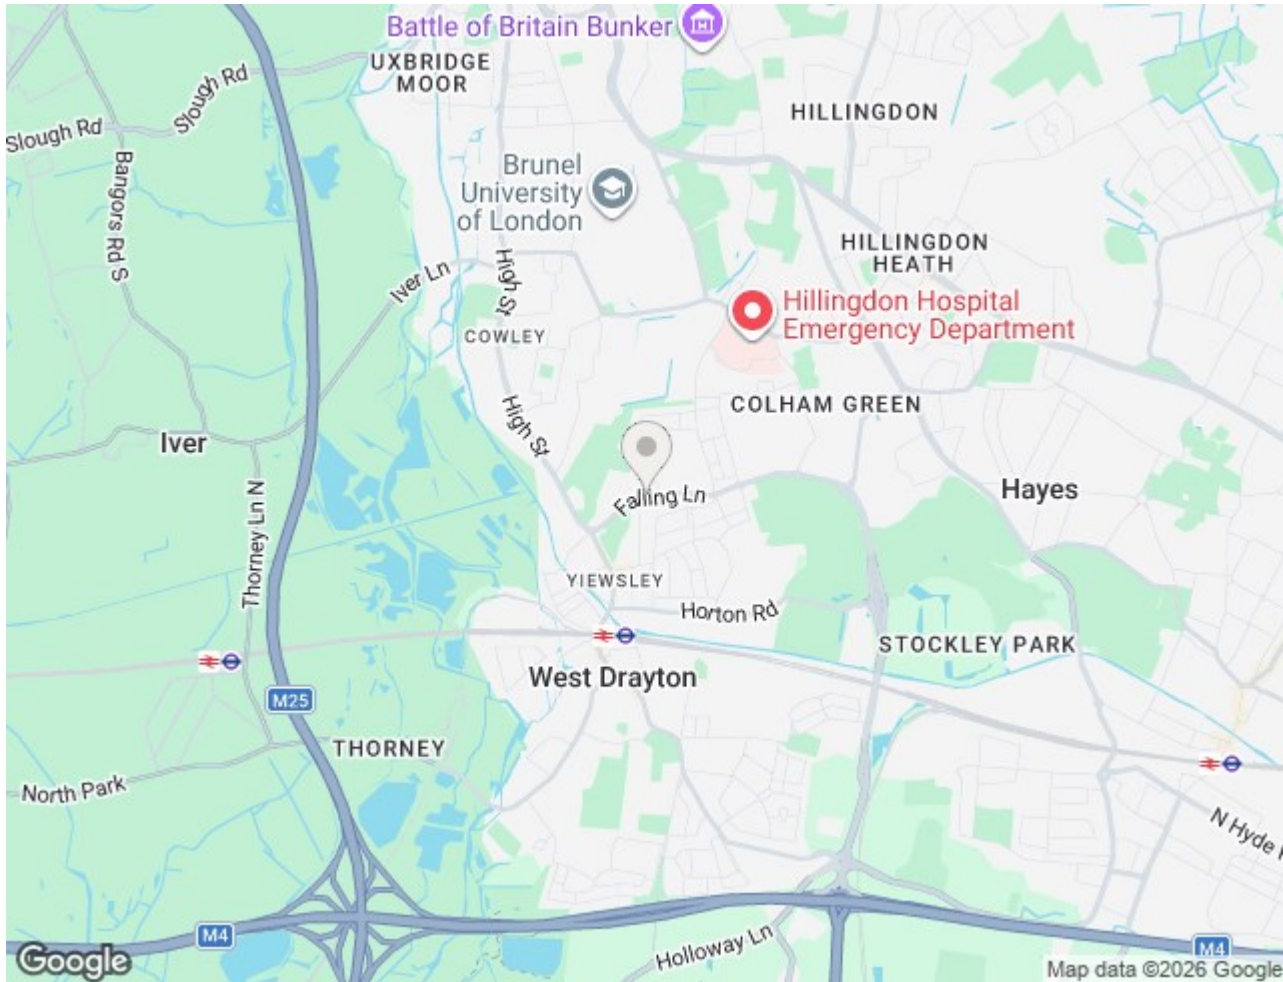 Battle of Britain Bunker
UXBRIDGE
MOOR
Slough Rd
Slough Rd
HILLINGDON
Bangors Rd S
Brunel
University
of London
HILLINGDON
HEATH
High St
Iver Ln
Hillingdon Hospital
Emergency Department
COWLEY
COLHAM GREEN
High St
Iver
Hayes
Falling Ln
Thorney Ln N
YIEWSLEY
Horton Rd
STOCKLEY PARK
West Drayton
M25
THORNEY
North Park
N Hyde
M4
Holloway Ln
M4
Google
Map data ©2026 Google